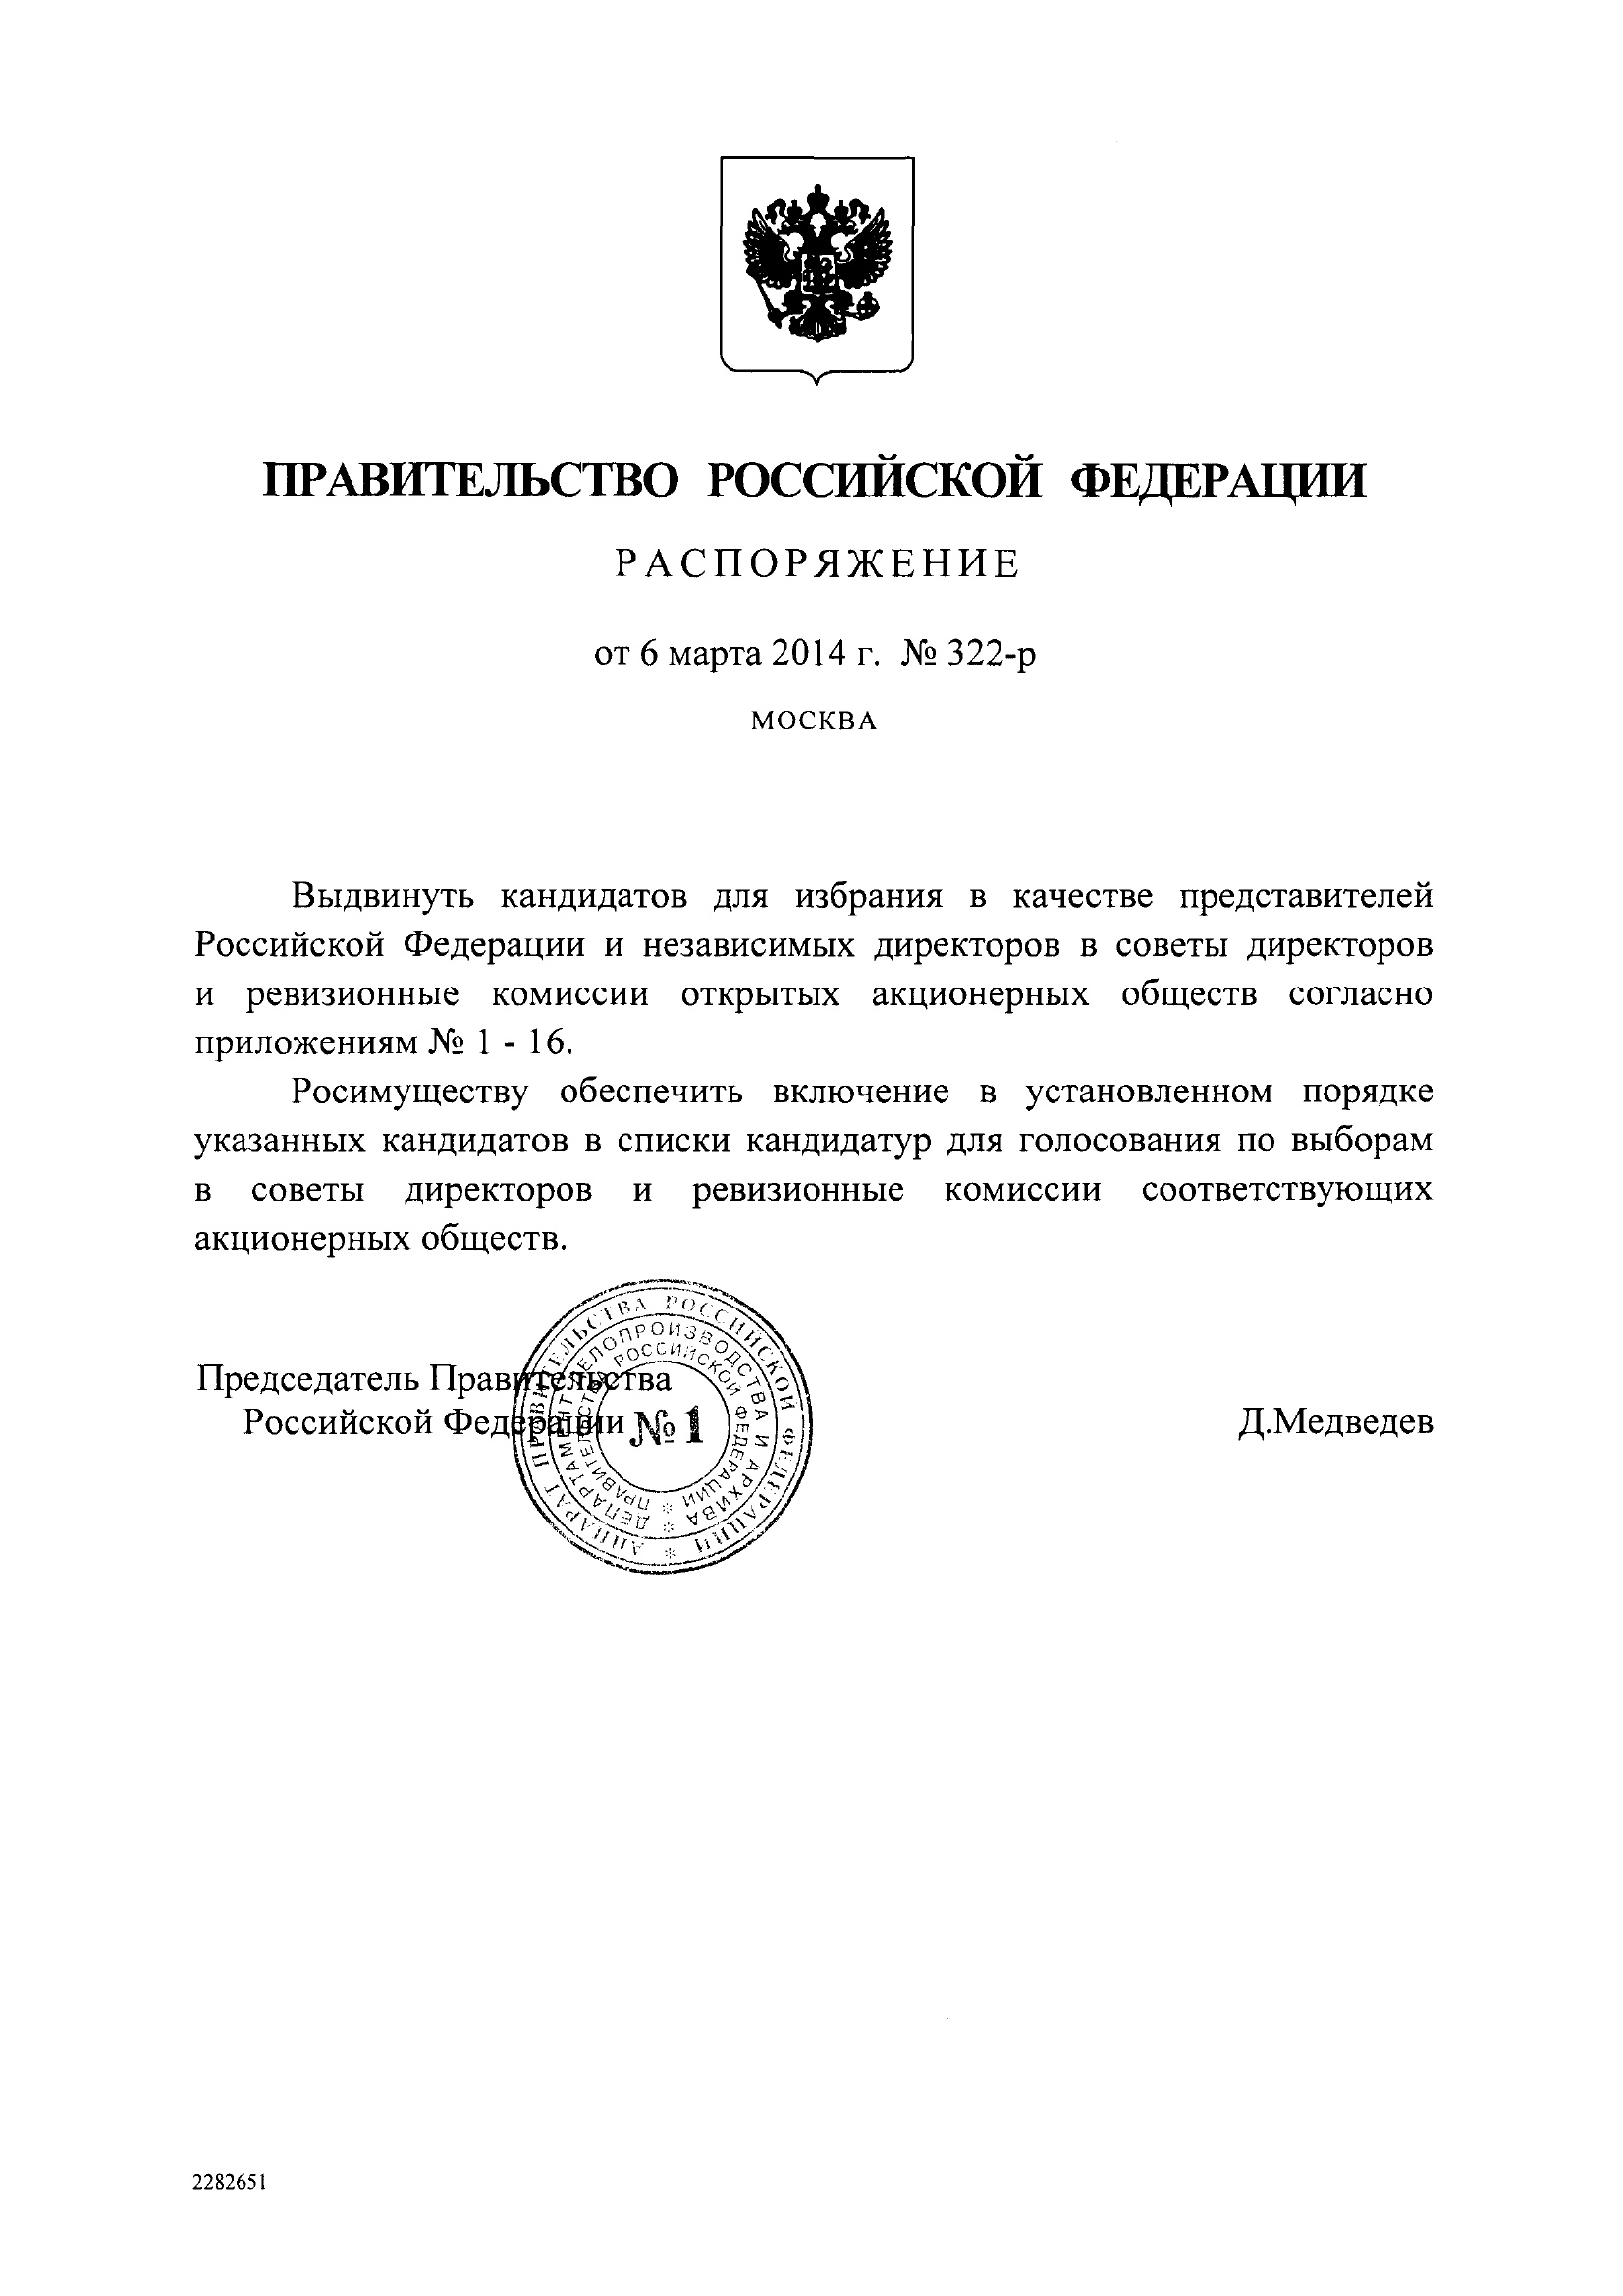 ПРАВИТЕЛЬСТВО РОССИЙСКОЙ ФЕДЕРАЦИИ
РАСПОРЯЖЕНИЕ
от 6 марта 2014 г. № 322-р
МОСКВА
Выдвинуть кандидатов для избрания в качестве представителей
Российской Федерации и независимых директоров в советы директоров
и ревизионные комиссии открытых акционерных обществ согласно
приложениям № 1 - 16.
Росимуществу обеспечить включение в установленном порядке
указанных кандидатов в списки кандидатур для голосования по выборам
в советы директоров и ревизионные комиссии соответствующих
акционерных обществ.
Председатель Правительства
Российской Федерации
Д.Медведев
АППАРАТ ПРАВИТЕЛЬСТВА РОССИЙСКОЙ ФЕДЕРАЦИИ
ДЕПАРТАМЕНТ ДЕЛОПРОИЗВОДСТВА И АРХИВА
ПРАВИТЕЛЬСТВА РОССИЙСКОЙ ФЕДЕРАЦИИ
№ 1
2282651